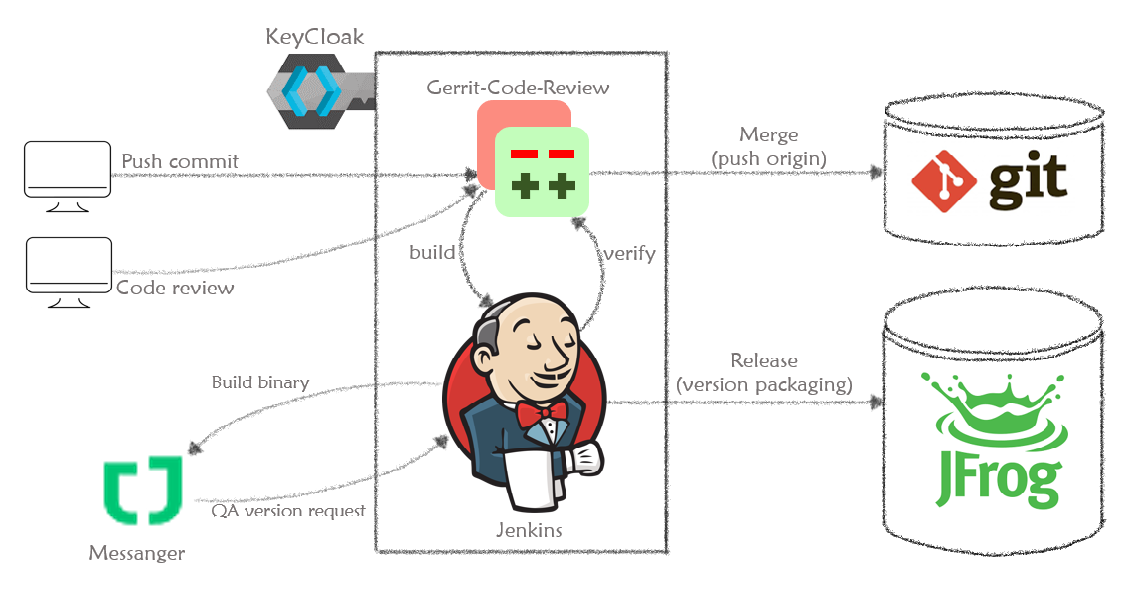 KeyCloak
Gerrit-Code-Review
Push commit
Merge
(push origin)
git
build
verify
Code review
Release
(version packaging)
Build binary
JFrog
QA version request
Jenkins
Messanger